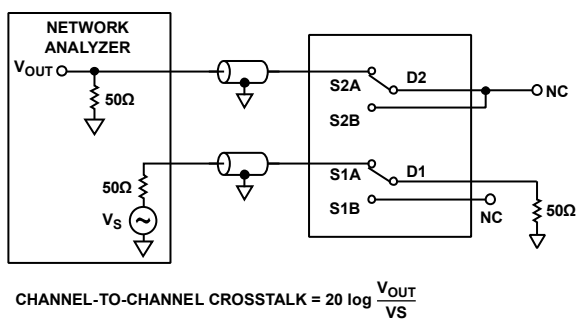 NETWORK
ANALYZER
VOUT
50Ω
S2A
D2
NC
S2B
50Ω
VS
S1A
D1
S1B
NC
50Ω
CHANNEL-TO-CHANNEL CROSSTALK = 20 log VOUT
VS